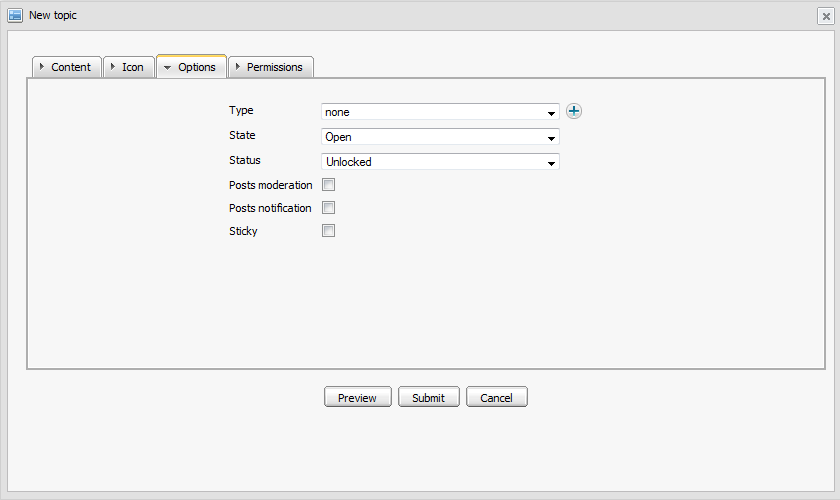 New topic
Content Icon Options Permissions
Type none
State Open
Status Unlocked
Posts moderation
Posts notification
Sticky
Preview Submit Cancel